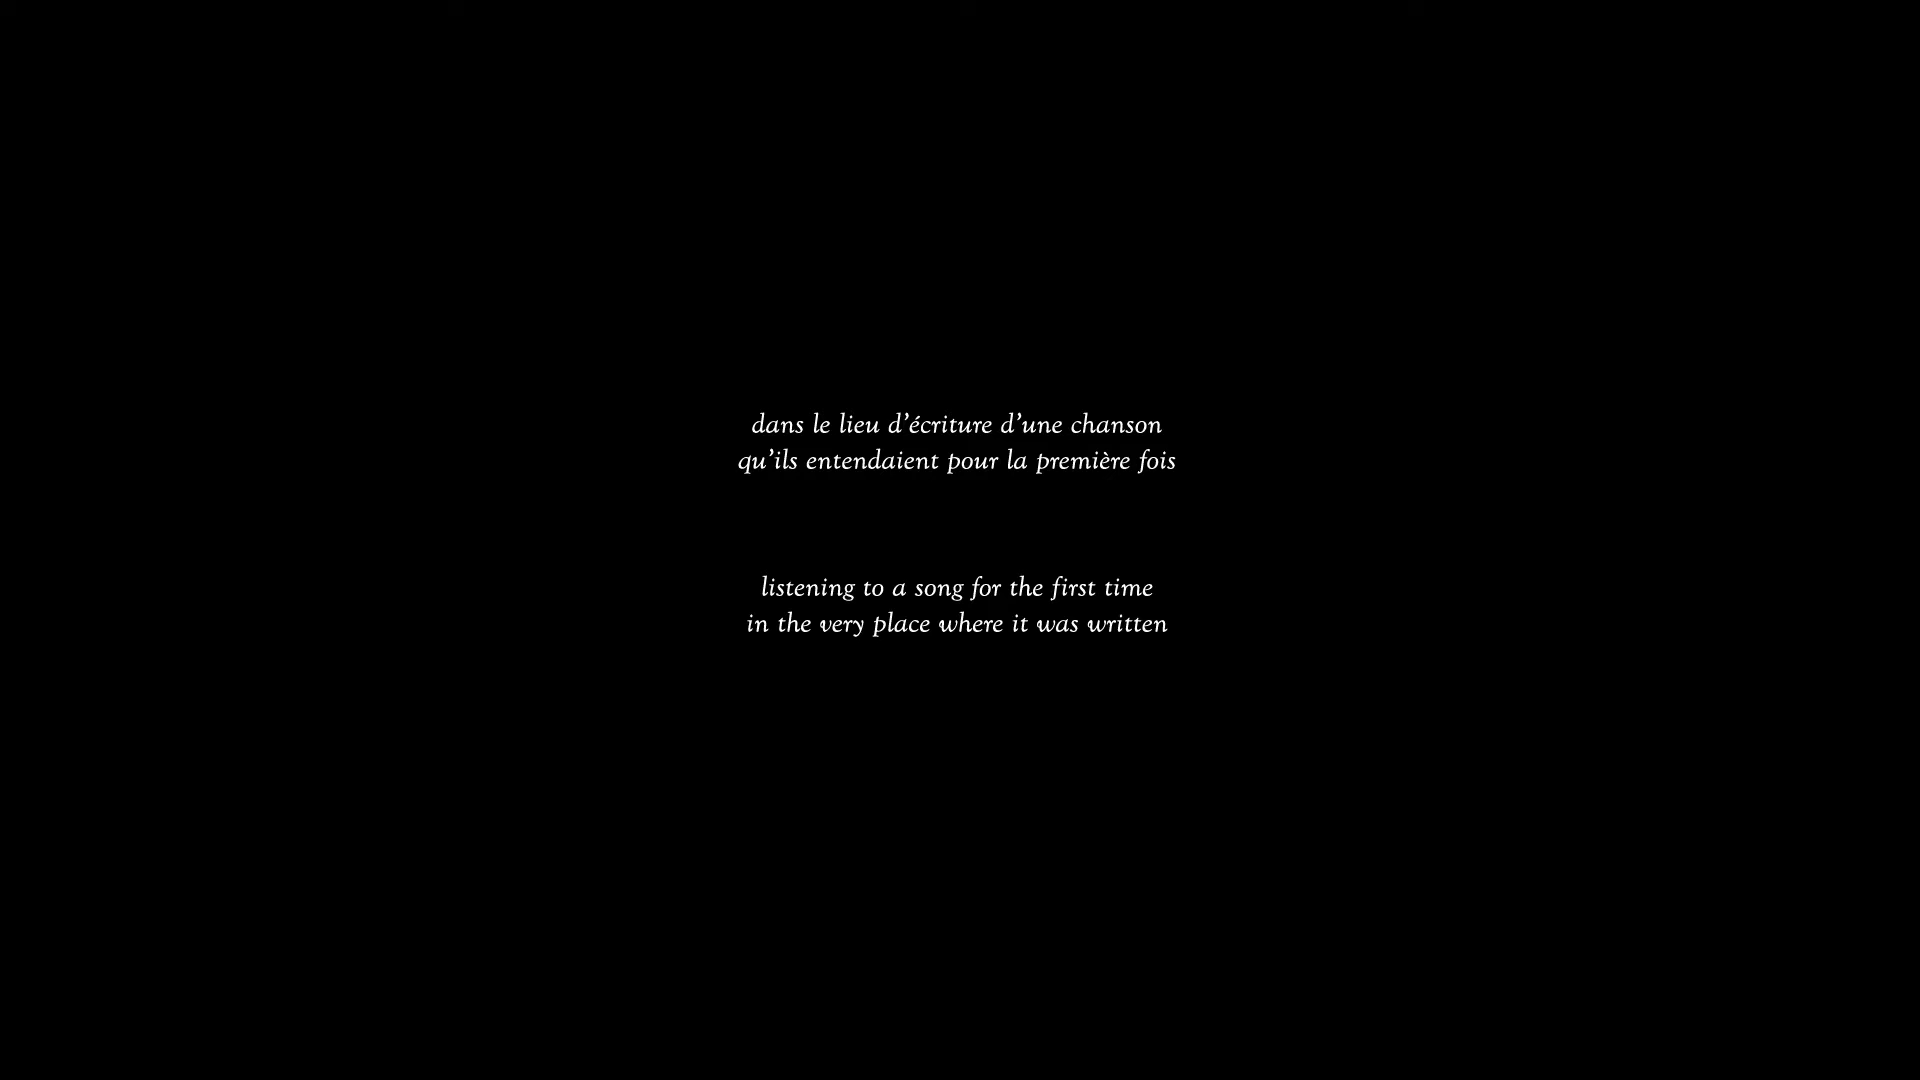 dans le lieu d’écriture d’une chanson
qu’ils entendaient pour la première fois
listening to a song for the first time
in the very place where it was written